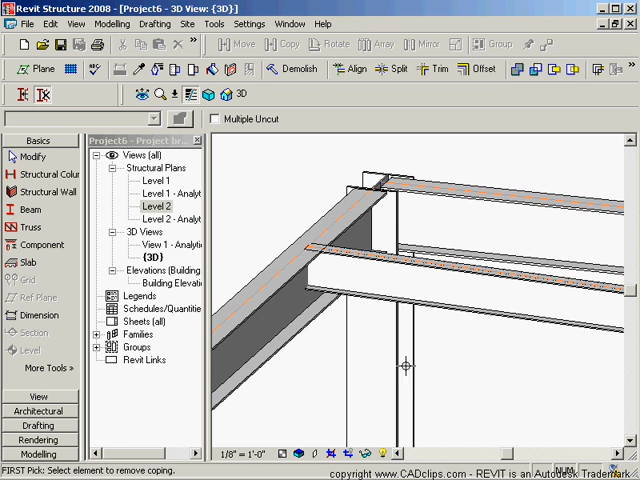 Revit Structure 2008 - [Project6 - 3D View: {3D}]
File Edit View Modelling Drafting Site Tools Settings Window Help
Move Copy Rotate Array Mirror Group
Plane Demolish Align Split Trim Offset
3D
Multiple Uncut
Basics
Modify
Structural Colur
Structural Wall
Beam
Truss
Component
Slab
Grid
Ref Plane
Dimension
Section
Level
More Tools »
View
Architectural
Drafting
Rendering
Modelling
Project6 - Project br
Views (all)
Structural Plans
Level 1
Level 1 - Analyt
Level 2
Level 2 - Analyt
3D Views
View 1 - Analyti
{3D}
Elevations (Building
Building Elevati
Legends
Schedules/Quantitie
Sheets (all)
Families
Groups
Revit Links
1/8" = 1'-0"
FIRST Pick: Select element to remove coping.
NUM
copyright www.CADclips.com - REVIT is an Autodesk Trademark